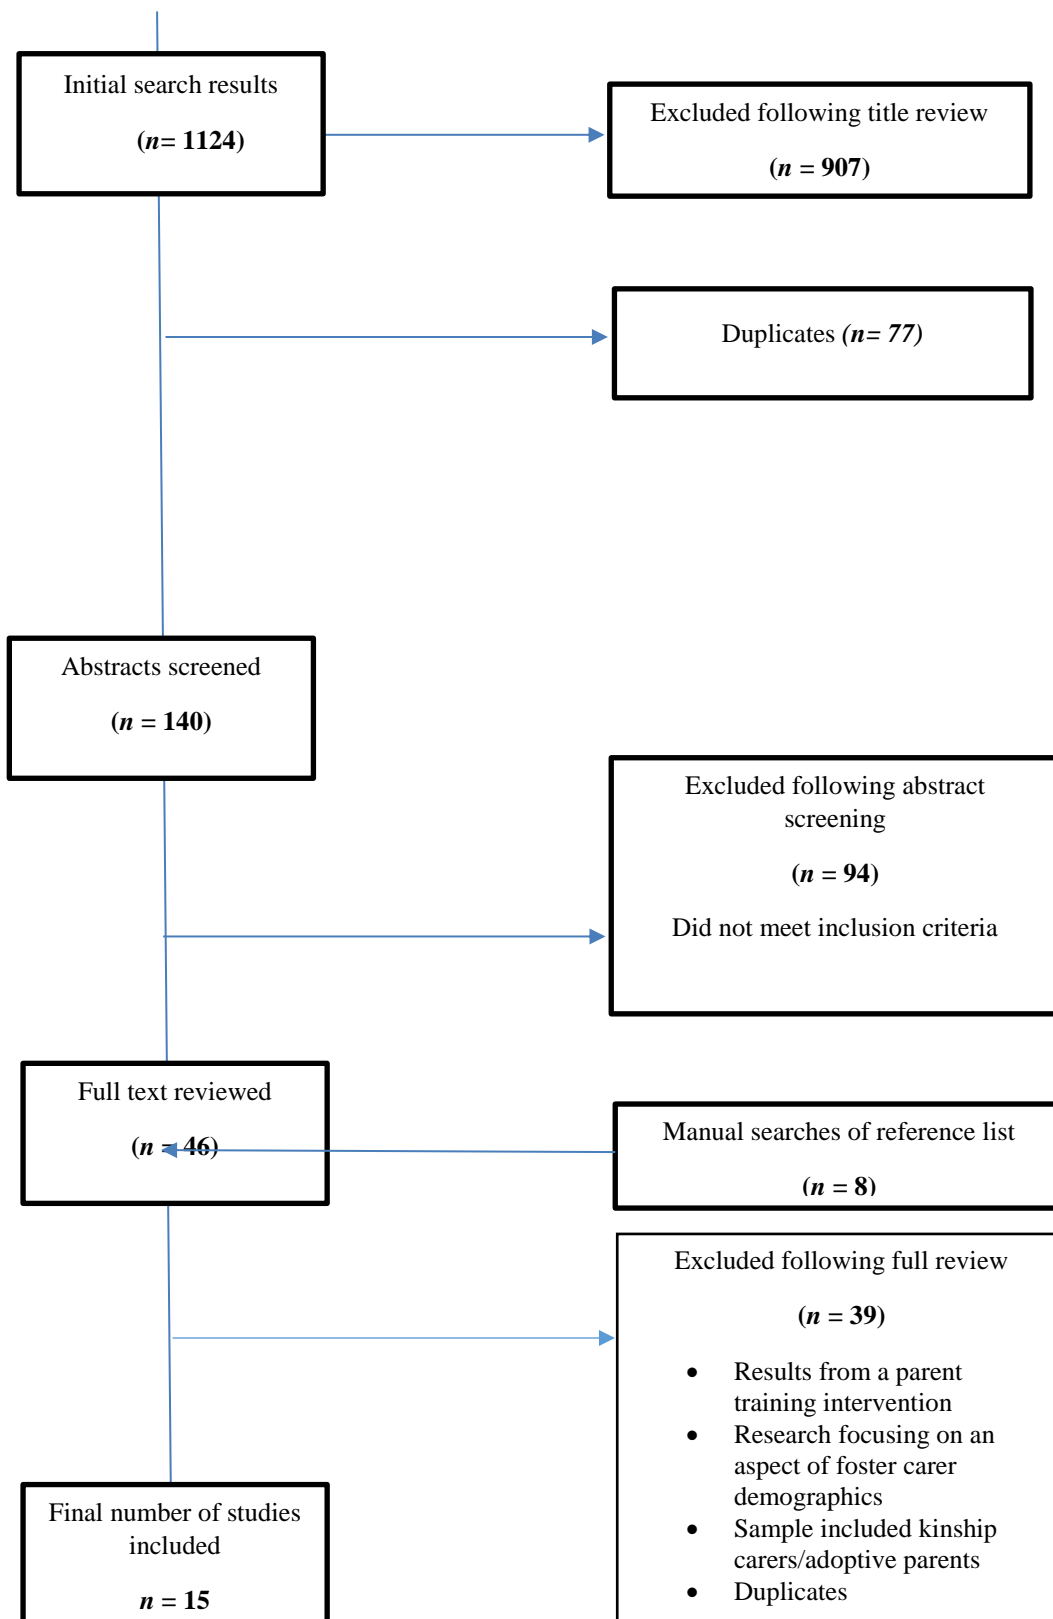 Initial search results
(n= 1124)
Excluded following title review
(n = 907)
Duplicates (n= 77)
Abstracts screened
(n = 140)
Excluded following abstract
screening
(n = 94)
Did not meet inclusion criteria
Full text reviewed
(n = 46)
Manual searches of reference list
(n = 8)
Excluded following full review
(n = 39)
• Results from a parent
training intervention
• Research focusing on an
aspect of foster carer
demographics
• Sample included kinship
carers/adoptive parents
• Duplicates
Final number of studies
included
n = 15